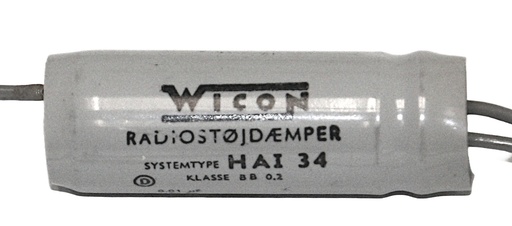 WICON
RADIOSTØJDÆMPER
SYSTEMTYPE HAI 34
KLASSE BB 0,2
D